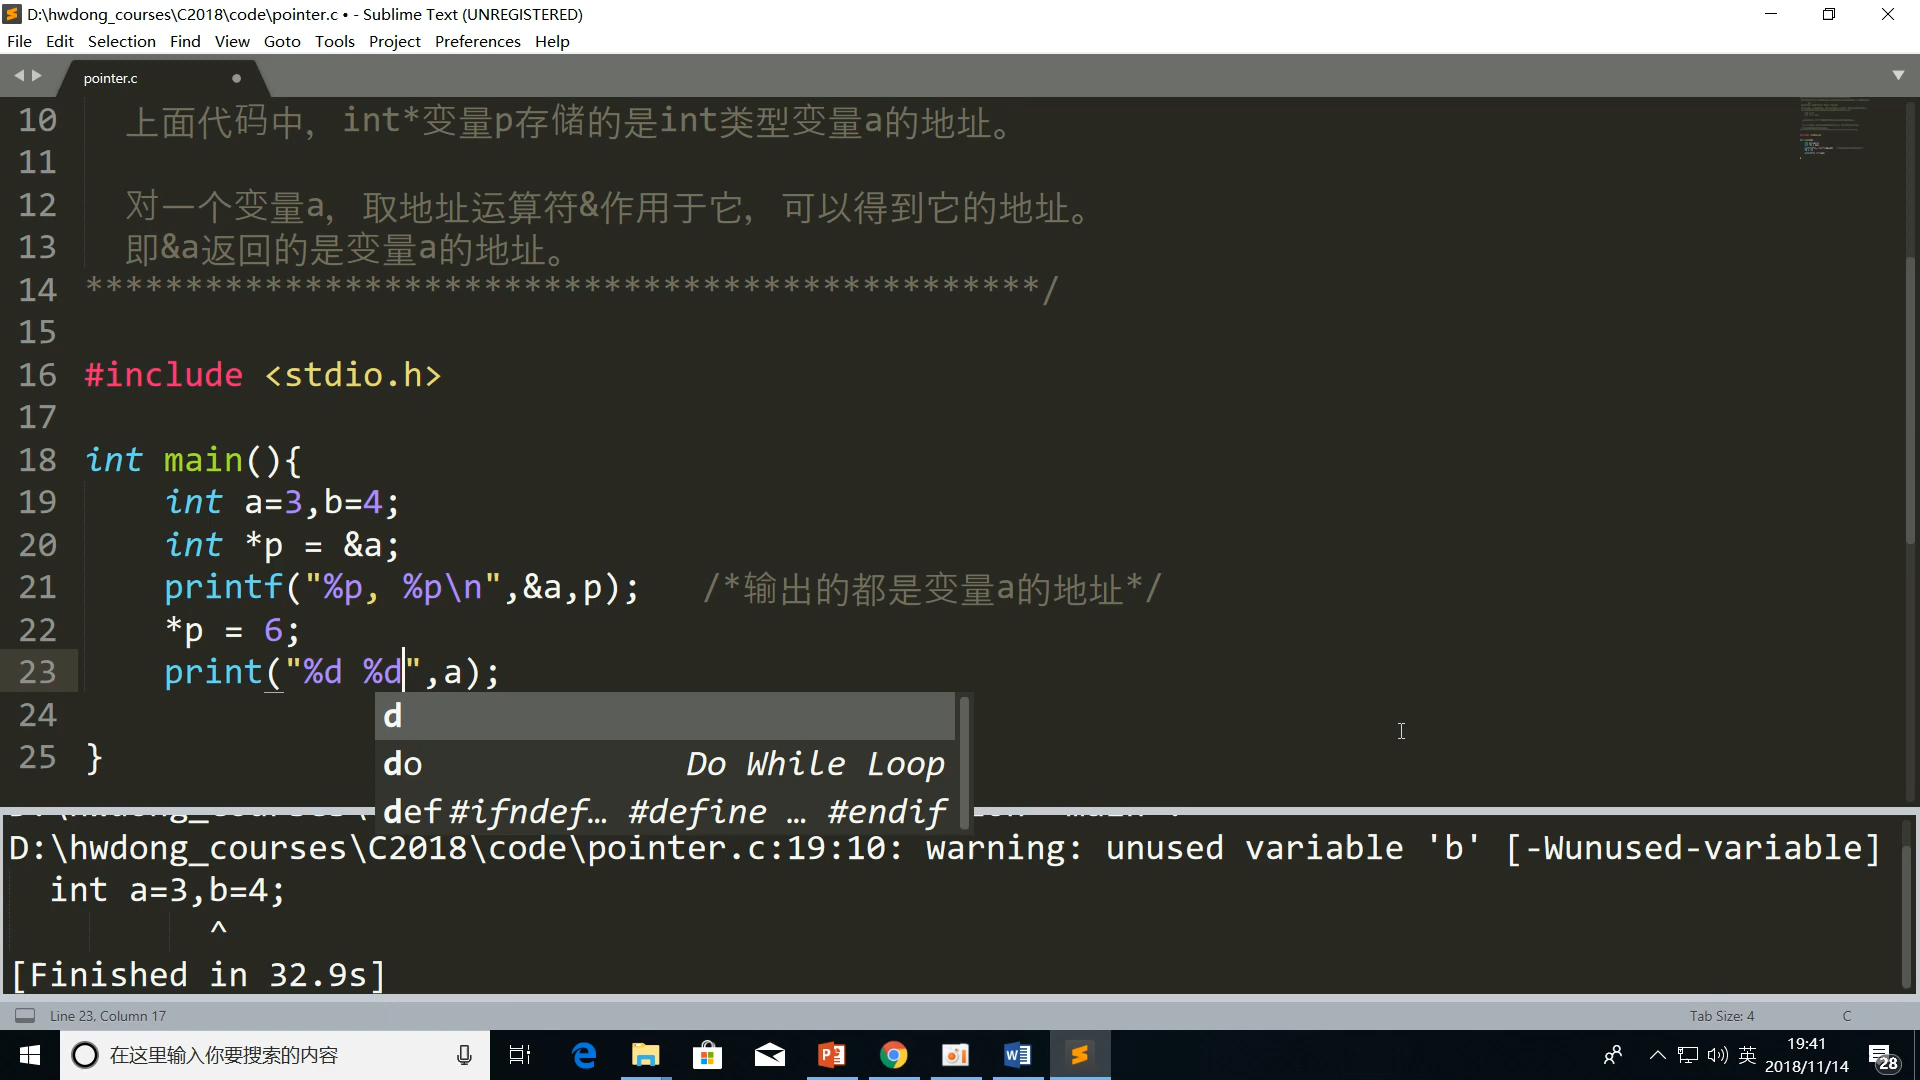 D:\hwdong_courses\C2018\code\pointer.c • - Sublime Text (UNREGISTERED)
File Edit Selection Find View Goto Tools Project Preferences Help
pointer.c
10 上面代码中, int*变量p存储的是int类型变量a的地址。
11
12 对一个变量a, 取地址运算符&作用于它, 可以得到它的地址。
13 即&a返回的是变量a的地址。
14 ************************************************/
15
16 #include <stdio.h>
17
18 int main(){
19 int a=3,b=4;
20 int *p = &a;
21 printf("%p, %p\n",&a,p); /*输出的都是变量a的地址*/
22 *p = 6;
23 print("%d %d",a);
24
d
do Do While Loop
25 }
def #ifndef… #define … #endif
D:\hwdong_courses\C2018\code\pointer.c:19:10: warning: unused variable 'b' [-Wunused-variable]
int a=3,b=4;
^
[Finished in 32.9s]
Line 23, Column 17
Tab Size: 4
C
在这里输入你要搜索的内容
英
19:41
2018/11/14
28